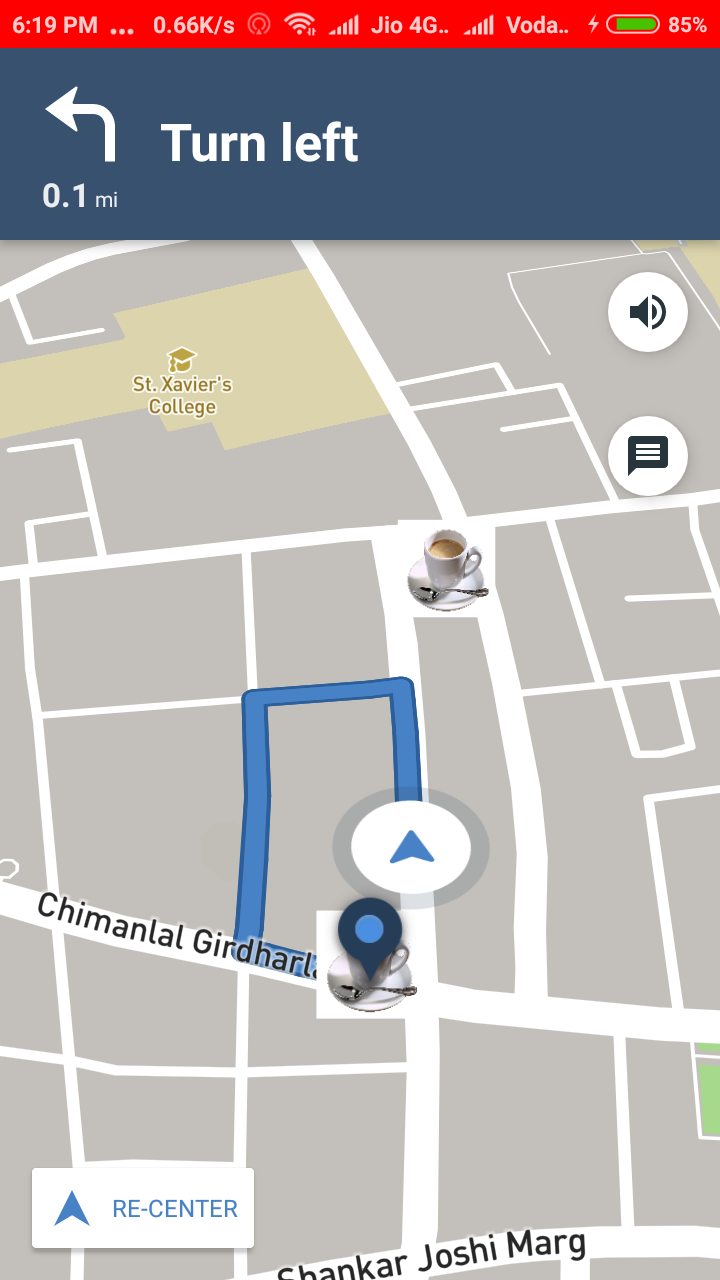 6:19 PM ... 0.66K/s Jio 4G.. Voda.. 85%
Turn left
0.1 mi
St. Xavier's
College
Chimanlal Girdharla
Shankar Joshi Marg
RE-CENTER